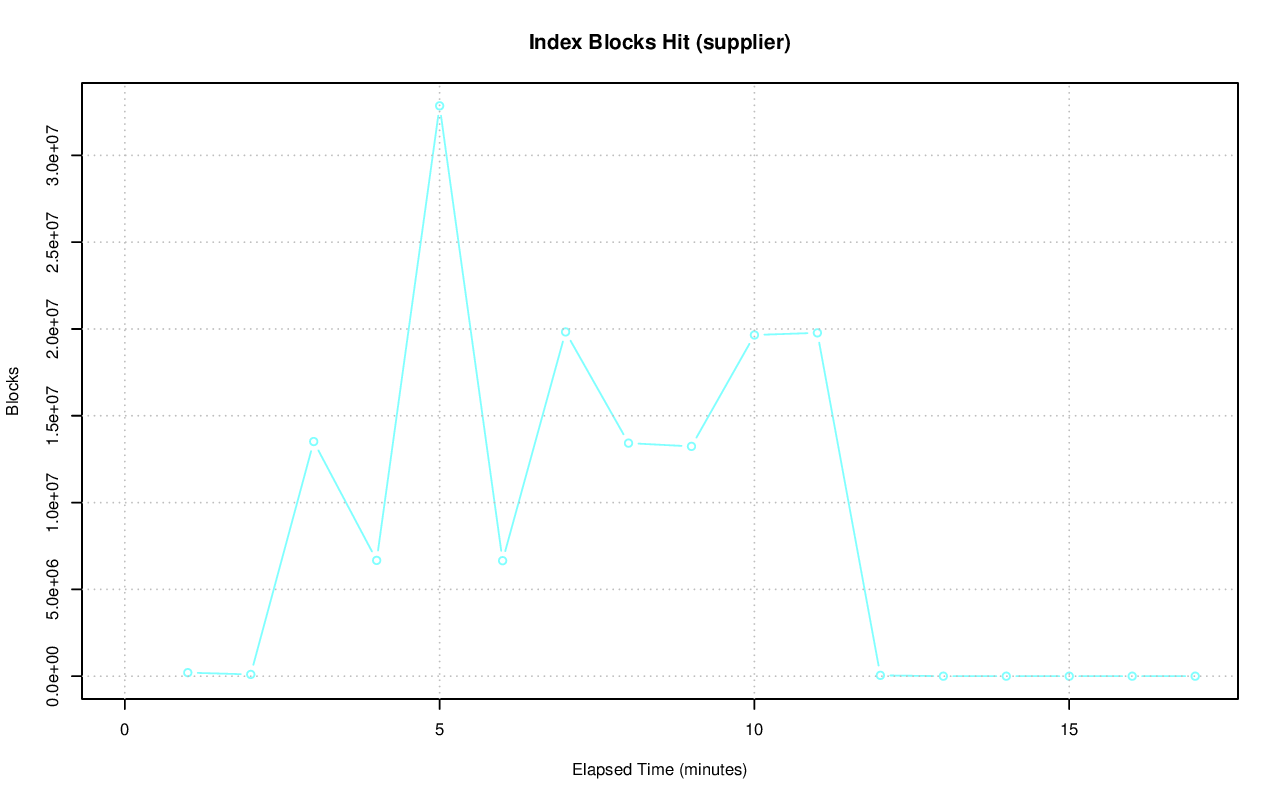 Index Blocks Hit (supplier)
Blocks
3.0e+07
2.5e+07
2.0e+07
1.5e+07
1.0e+07
5.0e+06
0.0e+00
0 5 10 15
Elapsed Time (minutes)